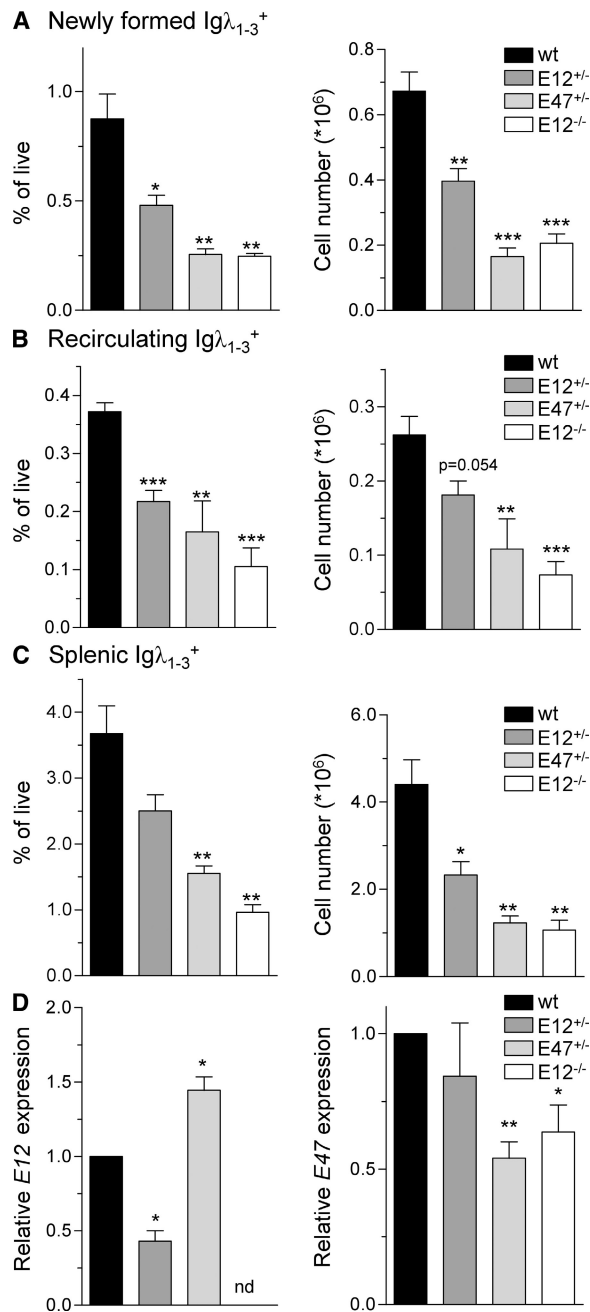 A Newly formed Igλ1-3+
% of live
1.0
0.5
0.0
*
**
**
Cell number (*10⁶)
0.8
0.6
0.4
0.2
0.0
**
***
***
wt
E12+/-
E47+/-
E12-/-
B Recirculating Igλ1-3+
% of live
0.4
0.3
0.2
0.1
0.0
***
**
***
Cell number (*10⁶)
0.3
0.2
0.1
0.0
p=0.054
**
***
wt
E12+/-
E47+/-
E12-/-
C Splenic Igλ1-3+
% of live
4.0
3.0
2.0
1.0
0.0
**
**
Cell number (*10⁶)
6.0
4.0
2.0
0.0
*
**
**
wt
E12+/-
E47+/-
E12-/-
D
Relative E12 expression
2.0
1.5
1.0
0.5
0.0
*
*
nd
Relative E47 expression
1.0
0.5
0.0
**
*
wt
E12+/-
E47+/-
E12-/-